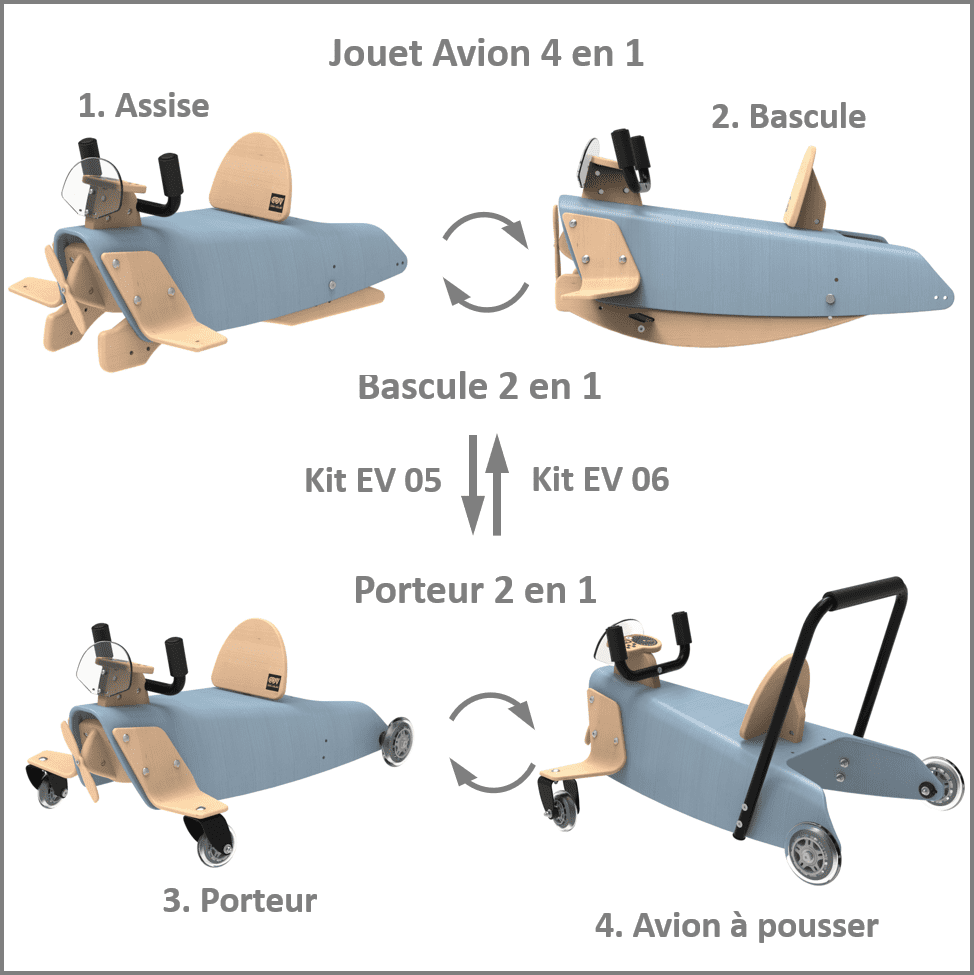 Jouet Avion 4 en 1
1. Assise
2. Bascule
Bascule 2 en 1
Kit EV 05
Kit EV 06
Porteur 2 en 1
3. Porteur
4. Avion à pousser